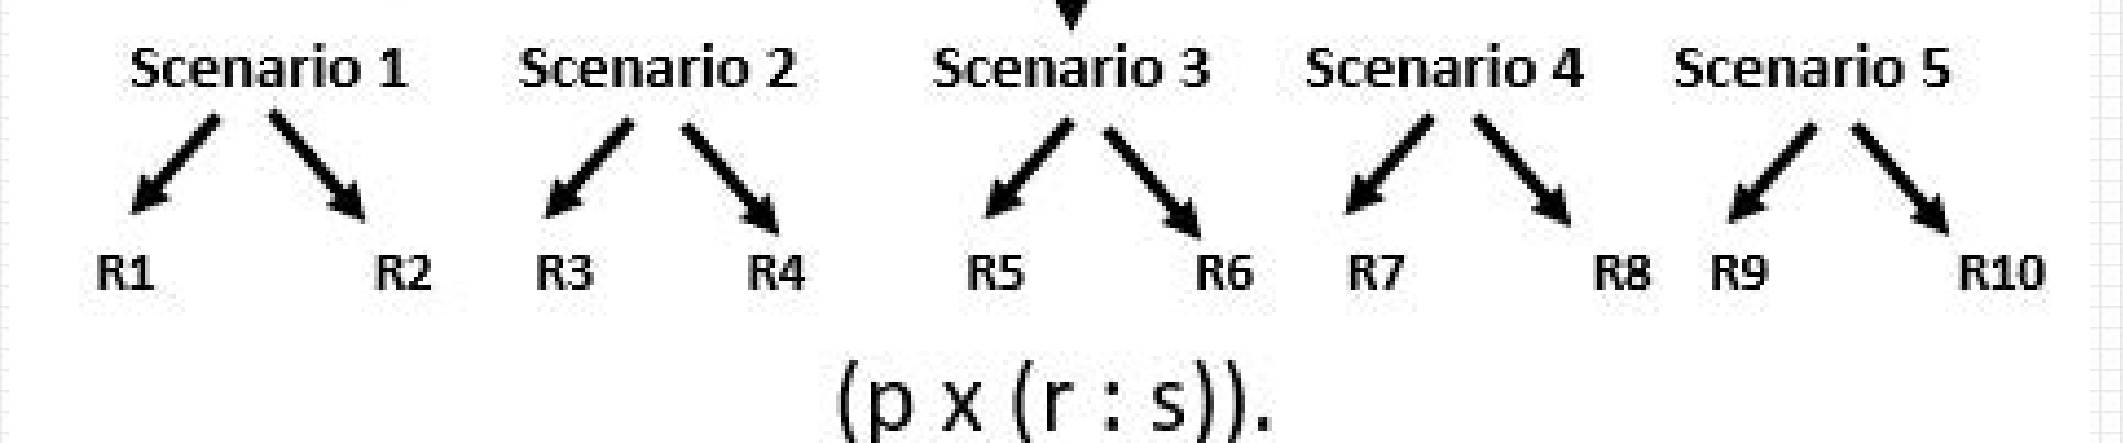 Scenario 1 Scenario 2 Scenario 3 Scenario 4 Scenario 5
R1 R2 R3 R4 R5 R6 R7 R8 R9 R10
(p x (r : s)).